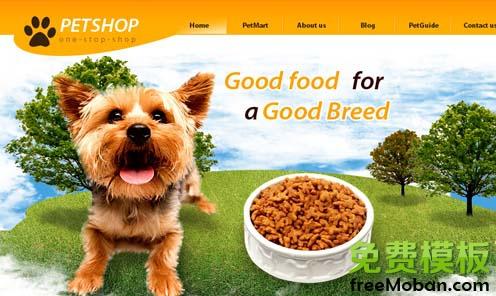 PETSHOP
one-stop-shop
Home PetMart About us Blog PetGuide Contact us
Good food for
a Good Breed
免费模板
freeMoban.com